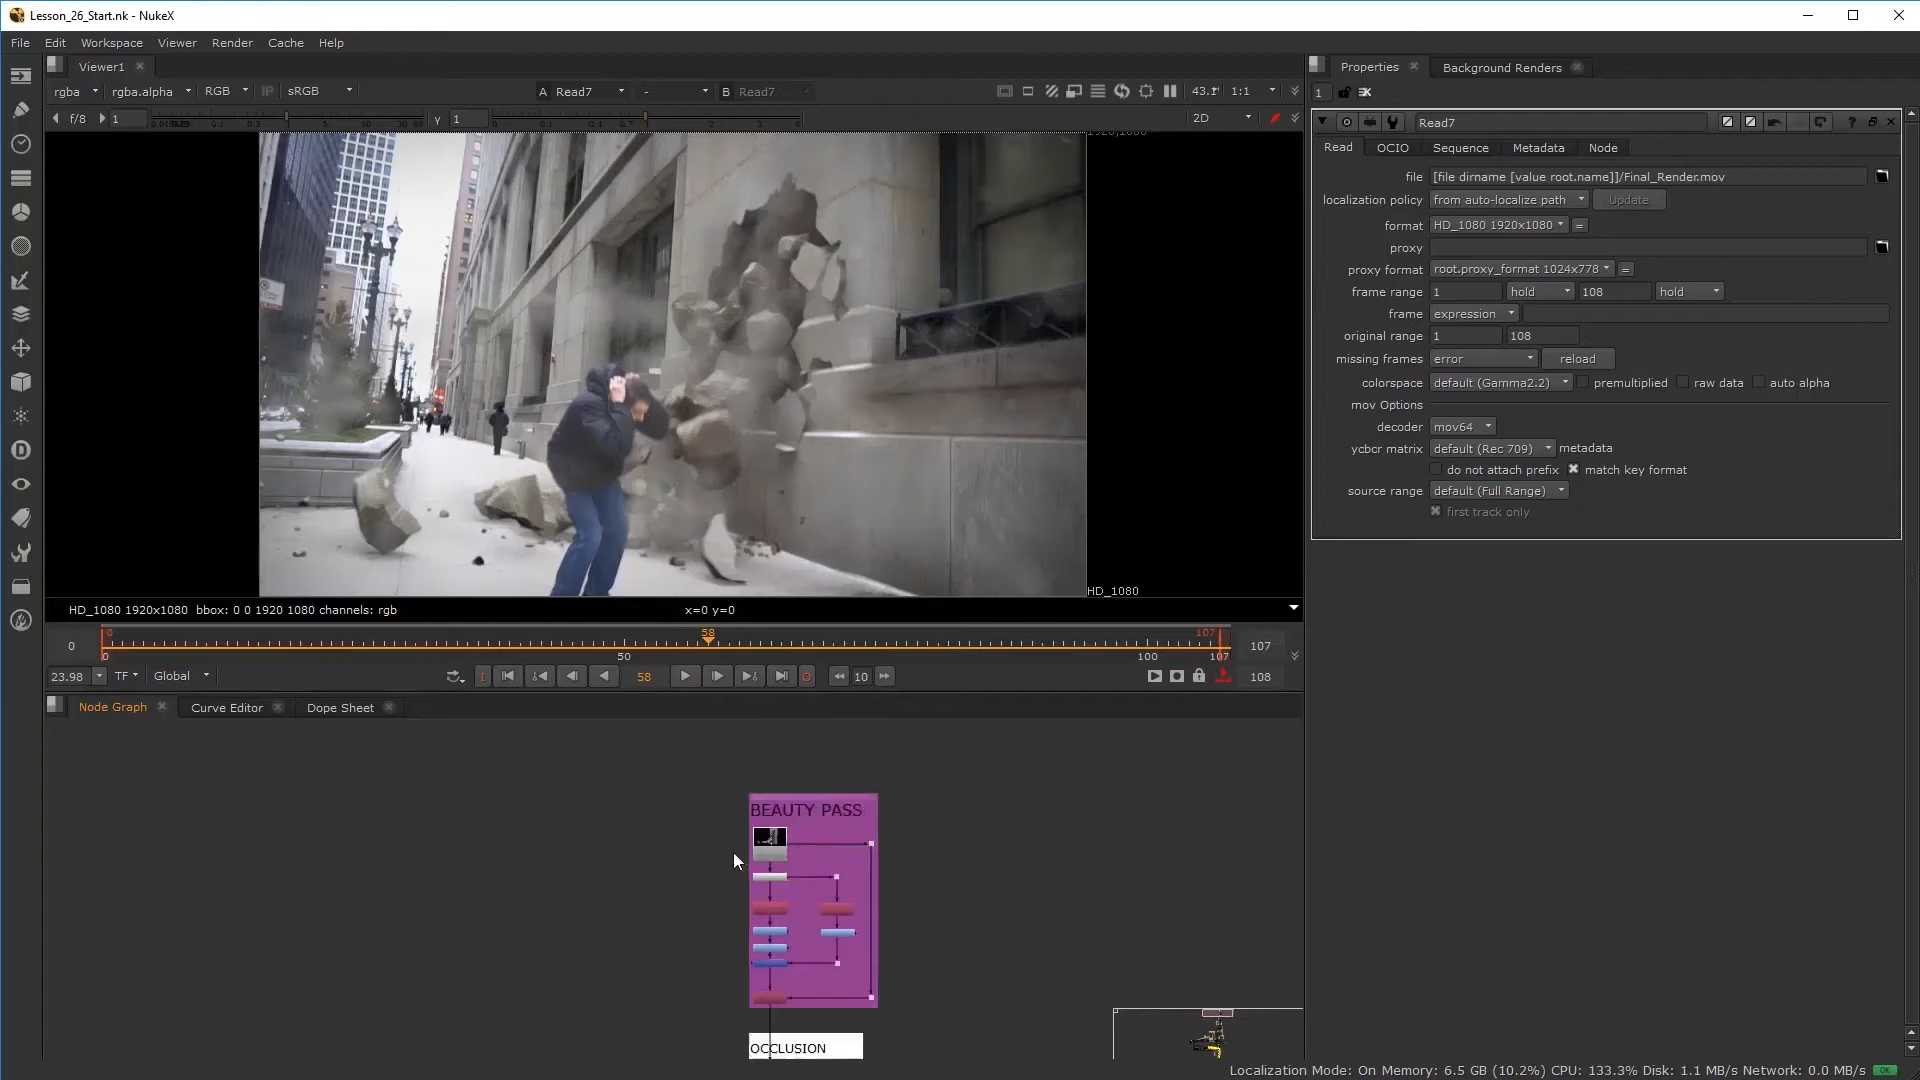 Lesson_26_Start.nk - NukeX
File Edit Workspace Viewer Render Cache Help
Viewer1
rgba rgba.alpha RGB IP sRGB A Read7 - B Read7 1:1
f/8 1 y 1 2D
HD_1080
HD_1080 1920x1080 bbox: 0 0 1920 1080 channels: rgb x=0 y=0
0 0 58 107 107
0 50 100 107
23.98 TF Global 58 10 108
Node Graph Curve Editor Dope Sheet
BEAUTY PASS
OCCLUSION
Properties Background Renders
1
Read7
Read OCIO Sequence Metadata Node
file [file dirname [value root.name]]/Final_Render.mov
localization policy from auto-localize path Update
format HD_1080 1920x1080 =
proxy
proxy format root.proxy_format 1024x778 =
frame range 1 hold 108 hold
frame expression
original range 1 108
missing frames error reload
colorspace default (Gamma2.2) premultiplied raw data auto alpha
mov Options
decoder mov64
ycbcr matrix default (Rec 709) metadata
do not attach prefix match key format
source range default (Full Range)
first track only
Localization Mode: On Memory: 6.5 GB (10.2%) CPU: 133.3% Disk: 1.1 MB/s Network: 0.0 MB/s